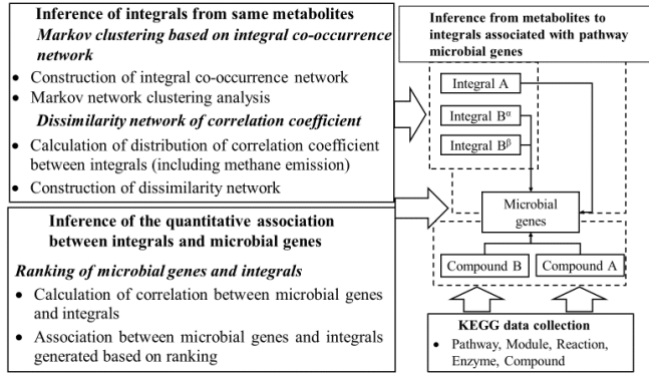 Inference of integrals from same metabolites
Markov clustering based on integral co-occurrence
network
• Construction of integral co-occurrence network
• Markov network clustering analysis
Dissimilarity network of correlation coefficient
• Calculation of distribution of correlation coefficient
between integrals (including methane emission)
• Construction of dissimilarity network
Inference of the quantitative association
between integrals and microbial genes
Ranking of microbial genes and integrals
• Calculation of correlation between microbial genes
and integrals
• Association between microbial genes and integrals
generated based on ranking
Inference from metabolites to
integrals associated with pathway
microbial genes
Integral A
Integral Bᵅ
Integral Bᵝ
Microbial
genes
Compound B
Compound A
KEGG data collection
• Pathway, Module, Reaction,
Enzyme, Compound